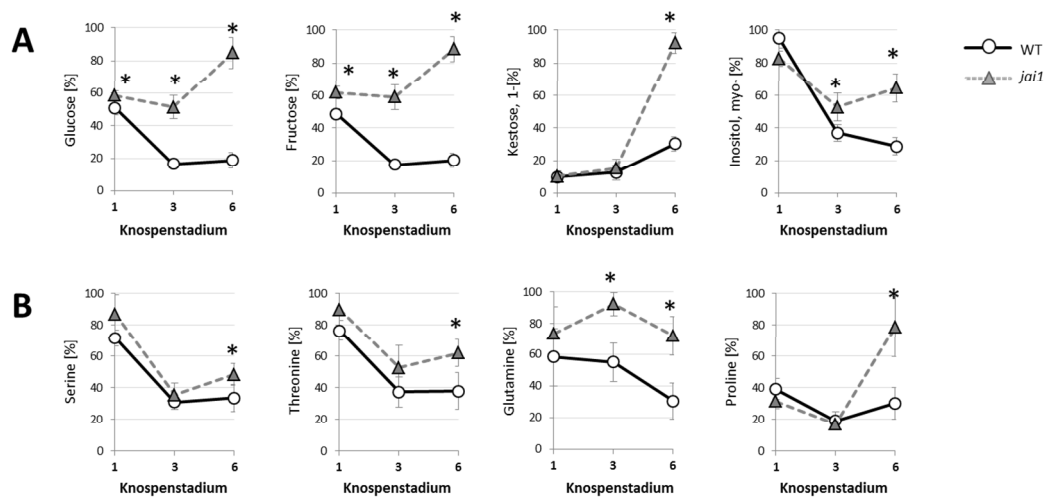 A
Glucose [%]
100
80
60
40
20
0
1 3 6
Knospenstadium
*
*
*
Fructose [%]
100
80
60
40
20
0
1 3 6
Knospenstadium
*
*
*
Kestose, 1-[%]
100
80
60
40
20
0
1 3 6
Knospenstadium
*
Inositol, myo- [%]
100
80
60
40
20
0
1 3 6
Knospenstadium
*
*
WT
jai1
B
Serine [%]
100
80
60
40
20
0
1 3 6
Knospenstadium
*
Threonine [%]
100
80
60
40
20
0
1 3 6
Knospenstadium
*
Glutamine [%]
100
80
60
40
20
0
1 3 6
Knospenstadium
*
*
Proline [%]
100
80
60
40
20
0
1 3 6
Knospenstadium
*